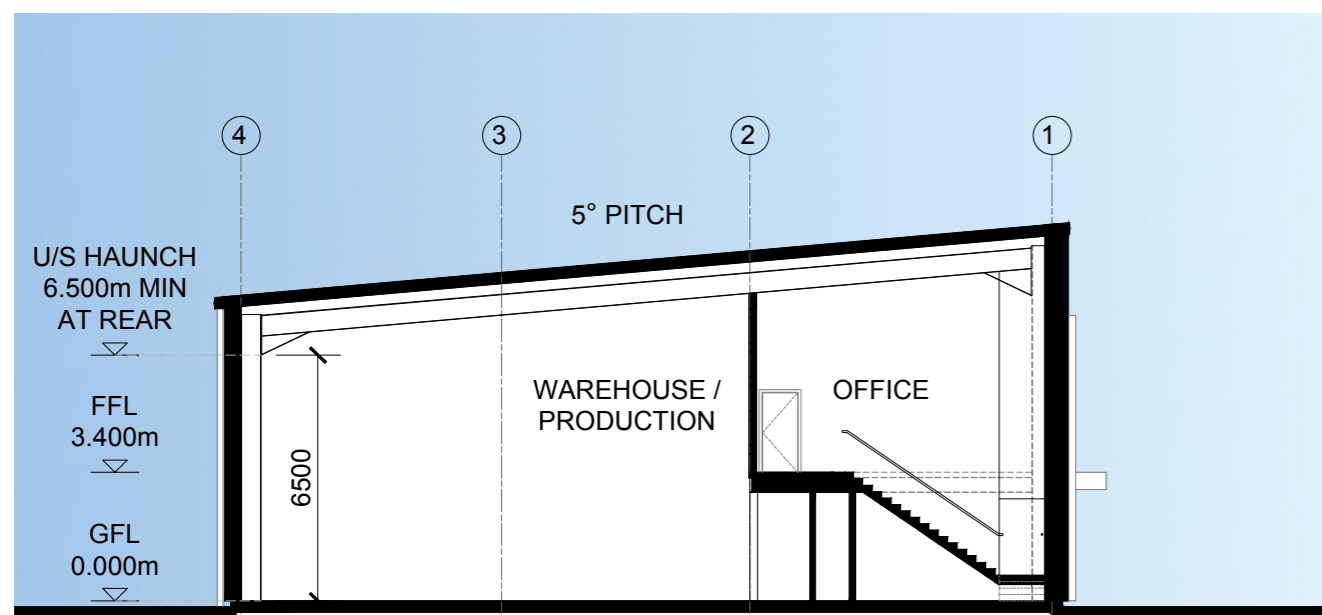 4
3
2
1
5° PITCH
U/S HAUNCH
6.500m MIN
AT REAR
WAREHOUSE /
PRODUCTION
OFFICE
FFL
3.400m
6500
GFL
0.000m